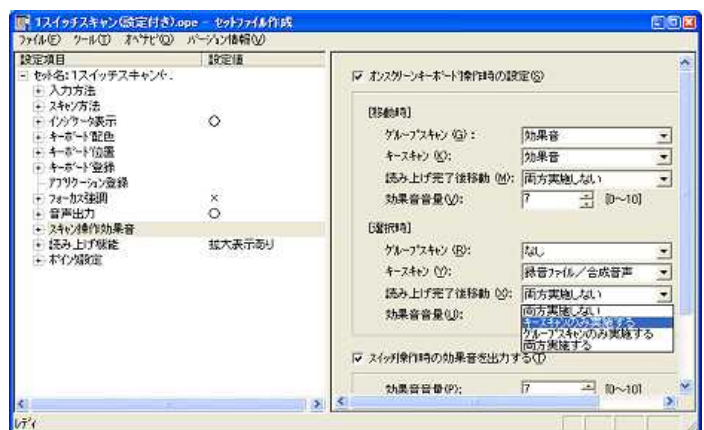 1スイッチスキャン(設定付き).ope - セットファイル作成
ファイル(F) ツール(T) オペナビ(O) バージョン情報(V)
設定項目 設定値
セット名:1スイッチスキャン(.
入力方法
スキャン方法
インジケータ表示 ○
キーボード配色
キーボード位置
キーボード登録
アプリケーション登録
フォーカス強調 ×
音声出力 ○
スキャン操作効果音
読み上げ機能 拡大表示あり
ポインタ設定
オンスクリーンキーボード操作時の設定(S)
[移動時]
グループスキャン(G): 効果音
キースキャン(K): 効果音
読み上げ完了後移動(M): 両方実施しない
効果音音量(V): 7 [0~10]
[選択時]
グループスキャン(R): なし
キースキャン(Y): 録音ファイル/合成音声
読み上げ完了後移動(X): 両方実施しない
効果音音量(U):
両方実施しない
キースキャンのみ実施する
グループスキャンのみ実施する
両方実施する
スイッチ操作時の効果音を出力する(T)
効果音音量(P): 7 [0~10]
レディ